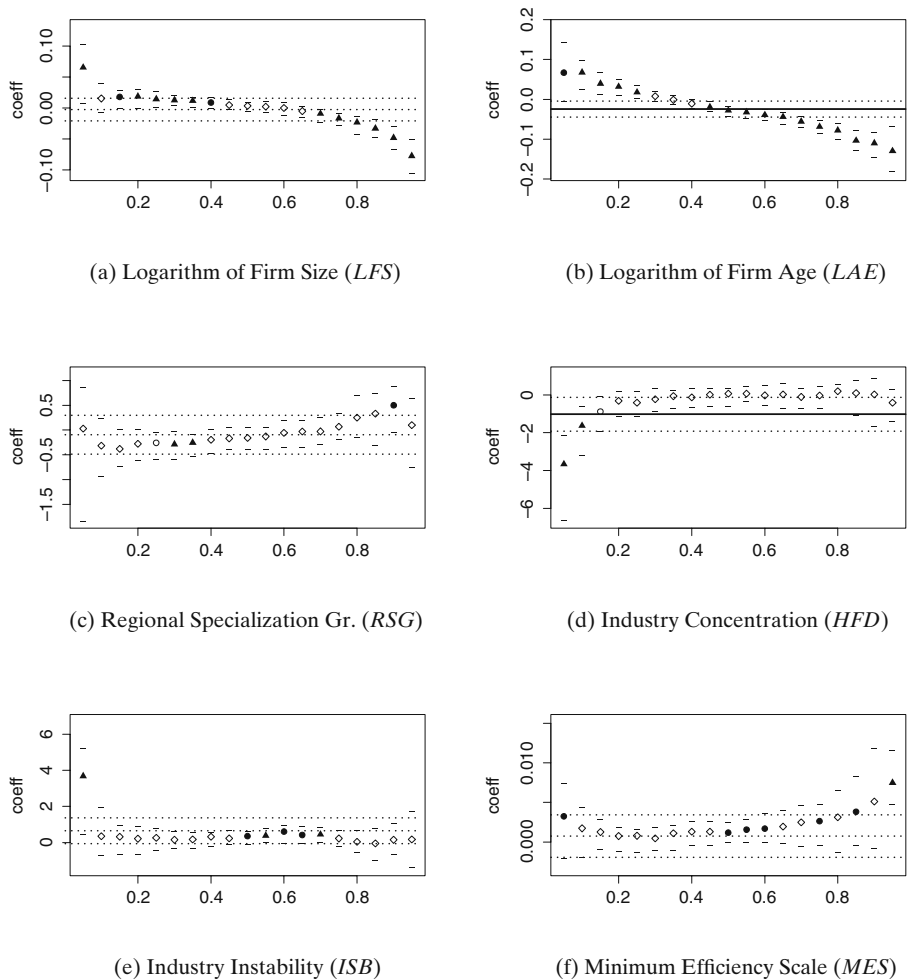 0.10
0.00
−0.10
coeff
0.2 0.4 0.6 0.8
(a) Logarithm of Firm Size (LFS)
0.2
0.1
0.0
−0.1
−0.2
coeff
0.2 0.4 0.6 0.8
(b) Logarithm of Firm Age (LAE)
0.5
−0.5
−1.5
coeff
0.2 0.4 0.6 0.8
(c) Regional Specialization Gr. (RSG)
0
−2
−4
−6
coeff
0.2 0.4 0.6 0.8
(d) Industry Concentration (HFD)
6
4
2
0
coeff
0.2 0.4 0.6 0.8
(e) Industry Instability (ISB)
0.010
0.000
coeff
0.2 0.4 0.6 0.8
(f) Minimum Efficiency Scale (MES)